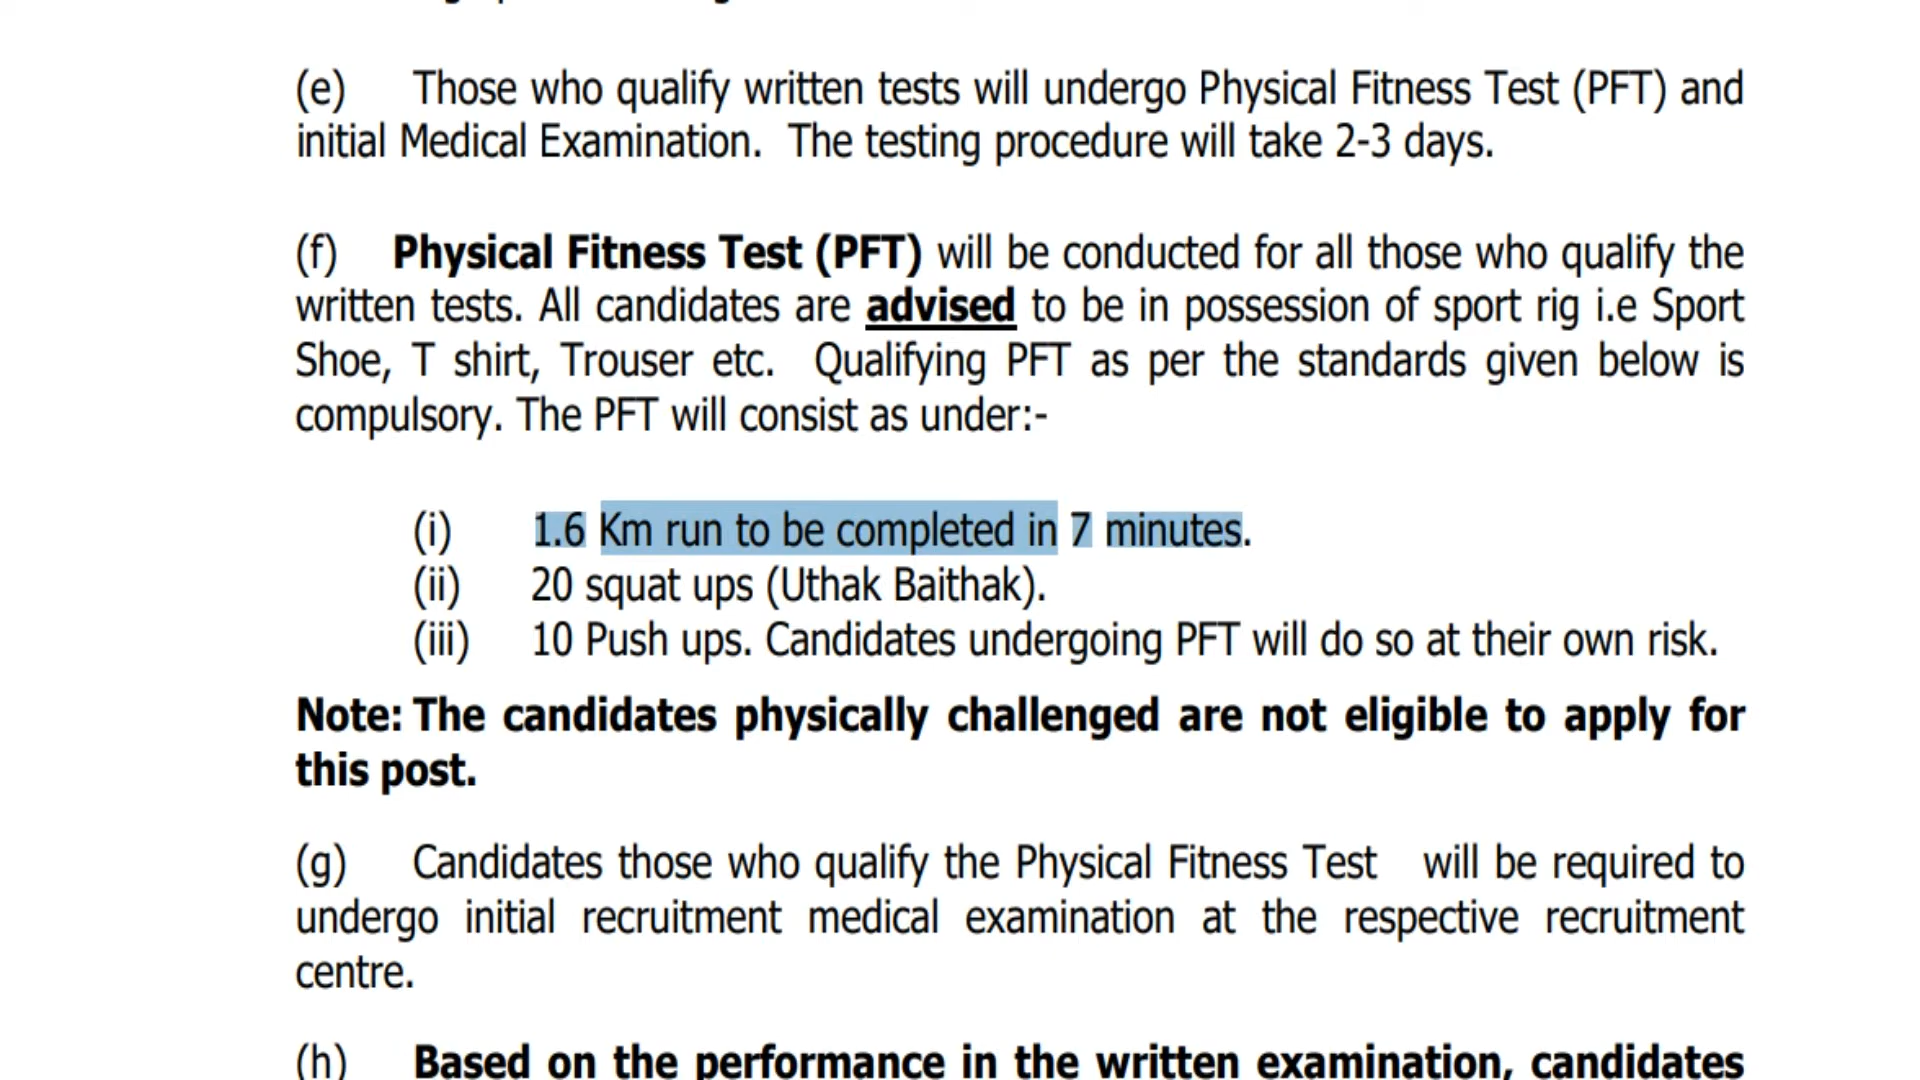 (e) Those who qualify written tests will undergo Physical Fitness Test (PFT) and
initial Medical Examination. The testing procedure will take 2-3 days.
(f) Physical Fitness Test (PFT) will be conducted for all those who qualify the
written tests. All candidates are advised to be in possession of sport rig i.e Sport
Shoe, T shirt, Trouser etc. Qualifying PFT as per the standards given below is
compulsory. The PFT will consist as under:-
(i) 1.6 Km run to be completed in 7 minutes.
(ii) 20 squat ups (Uthak Baithak).
(iii) 10 Push ups. Candidates undergoing PFT will do so at their own risk.
Note: The candidates physically challenged are not eligible to apply for
this post.
(g) Candidates those who qualify the Physical Fitness Test will be required to
undergo initial recruitment medical examination at the respective recruitment
centre.
(h) Based on the performance in the written examination, candidates